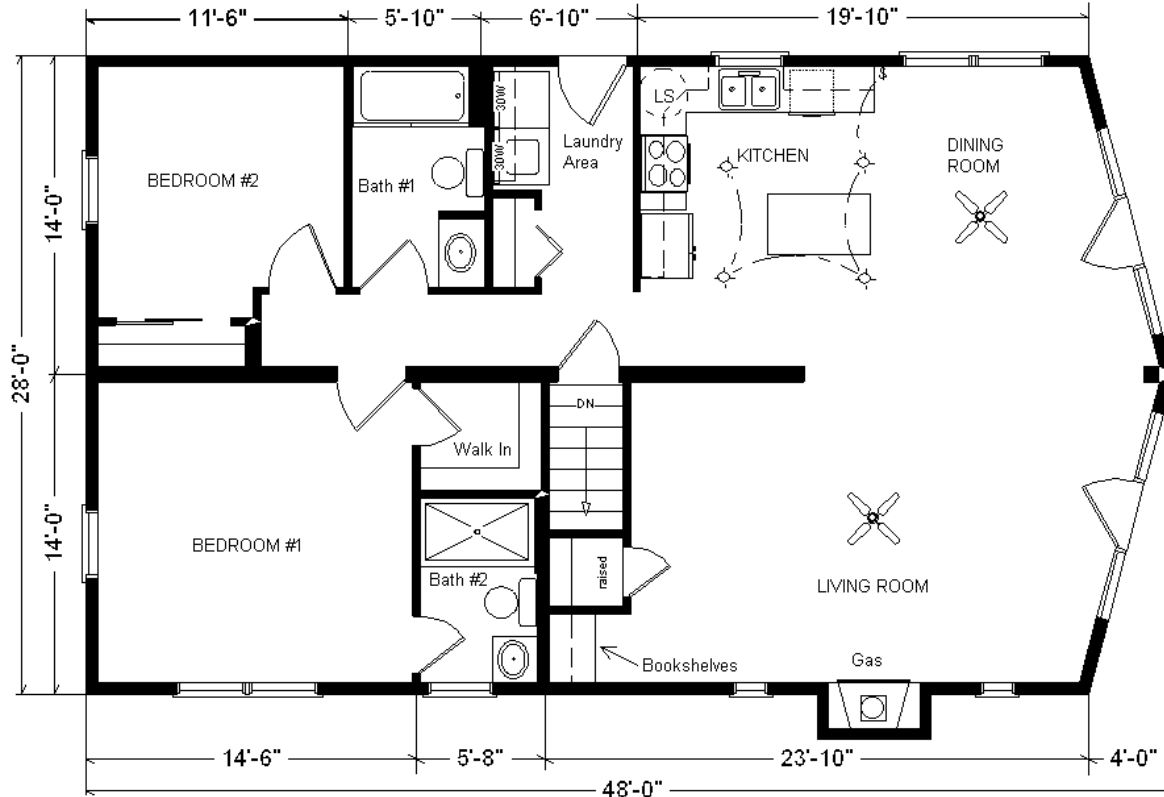 11'-6"
5'-10"
6'-10"
19'-10"
30W
30W
LS
$
Laundry
Area
KITCHEN
DINING
ROOM
BEDROOM #2
Bath #1
14'-0"
28'-0"
DN
Walk In
14'-0"
BEDROOM #1
Bath #2
raised
LIVING ROOM
Bookshelves
Gas
14'-6"
5'-8"
23'-10"
4'-0"
48'-0"